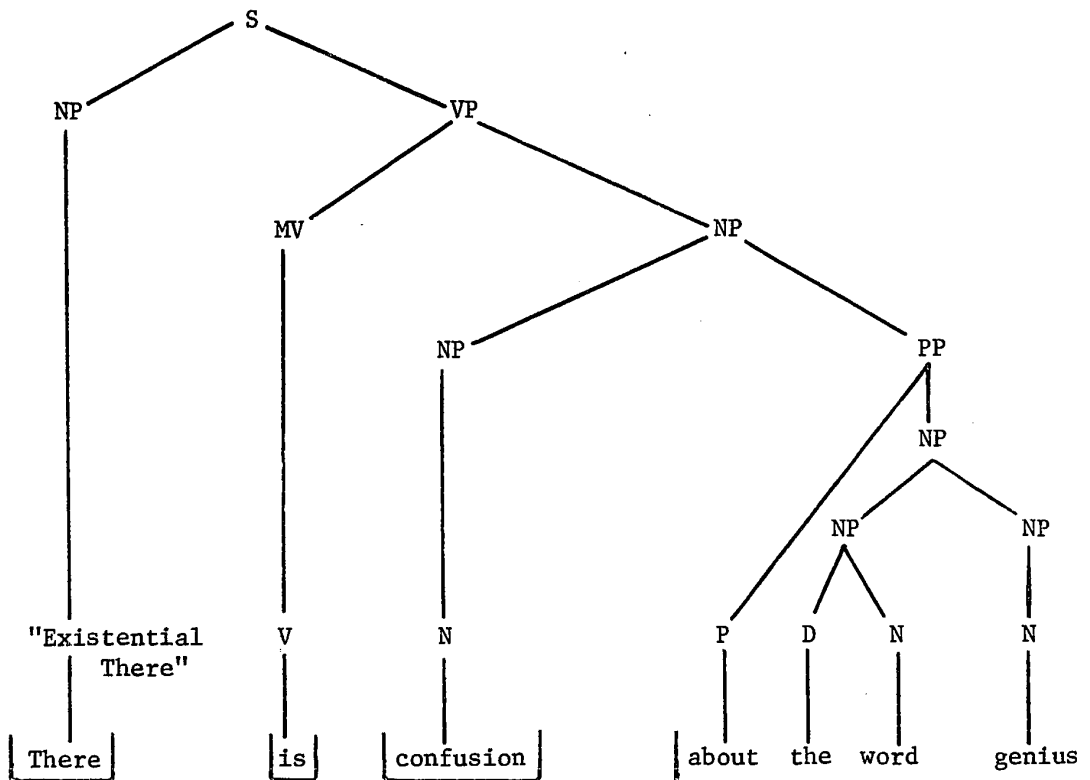 S
NP VP
MV NP
NP PP
NP
NP NP
"Existential There" V N P D N N
There is confusion about the word genius